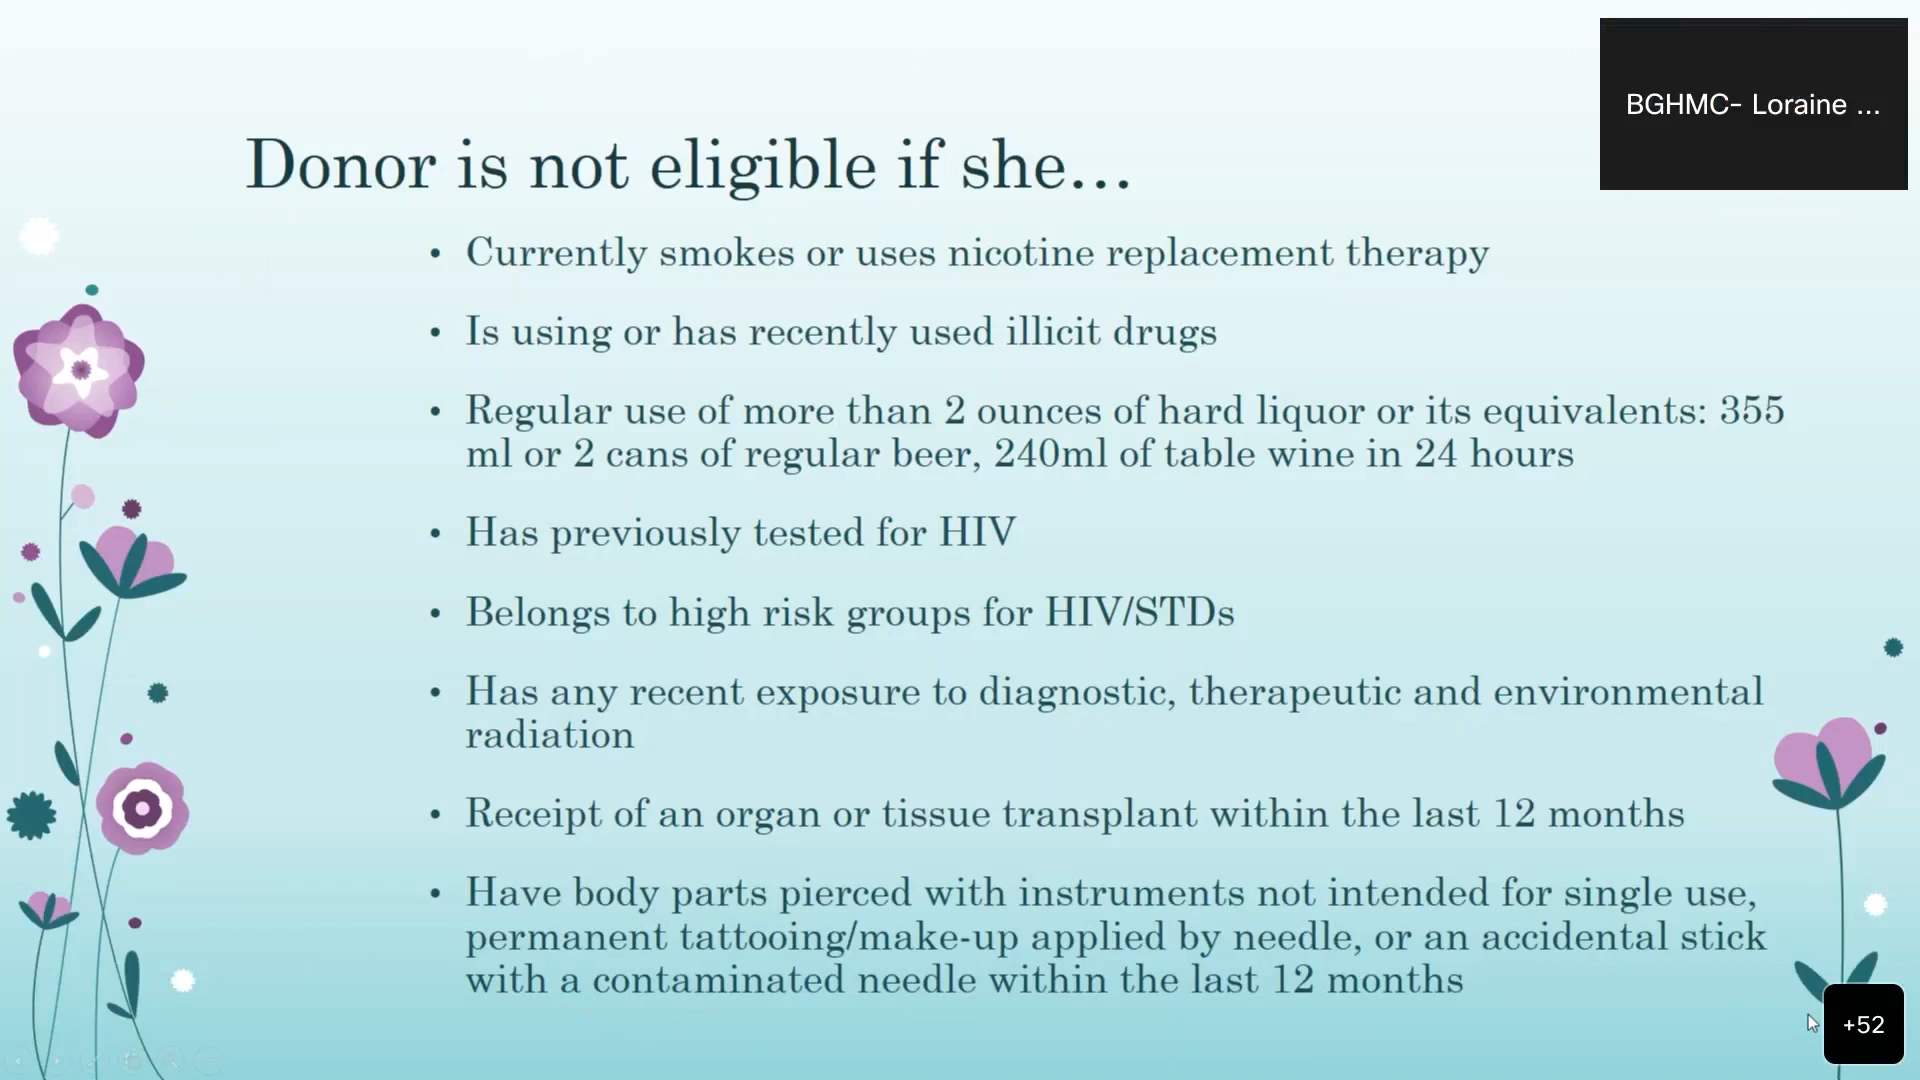 BGHMC- Loraine ...
Donor is not eligible if she...
• Currently smokes or uses nicotine replacement therapy
• Is using or has recently used illicit drugs
• Regular use of more than 2 ounces of hard liquor or its equivalents: 355
ml or 2 cans of regular beer, 240ml of table wine in 24 hours
• Has previously tested for HIV
• Belongs to high risk groups for HIV/STDs
• Has any recent exposure to diagnostic, therapeutic and environmental
radiation
• Receipt of an organ or tissue transplant within the last 12 months
• Have body parts pierced with instruments not intended for single use,
permanent tattooing/make-up applied by needle, or an accidental stick
with a contaminated needle within the last 12 months
+52